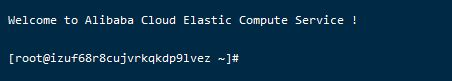 Welcome to Alibaba Cloud Elastic Compute Service !
[root@izuf68r8cujvrkqkdp9lvez ~]#